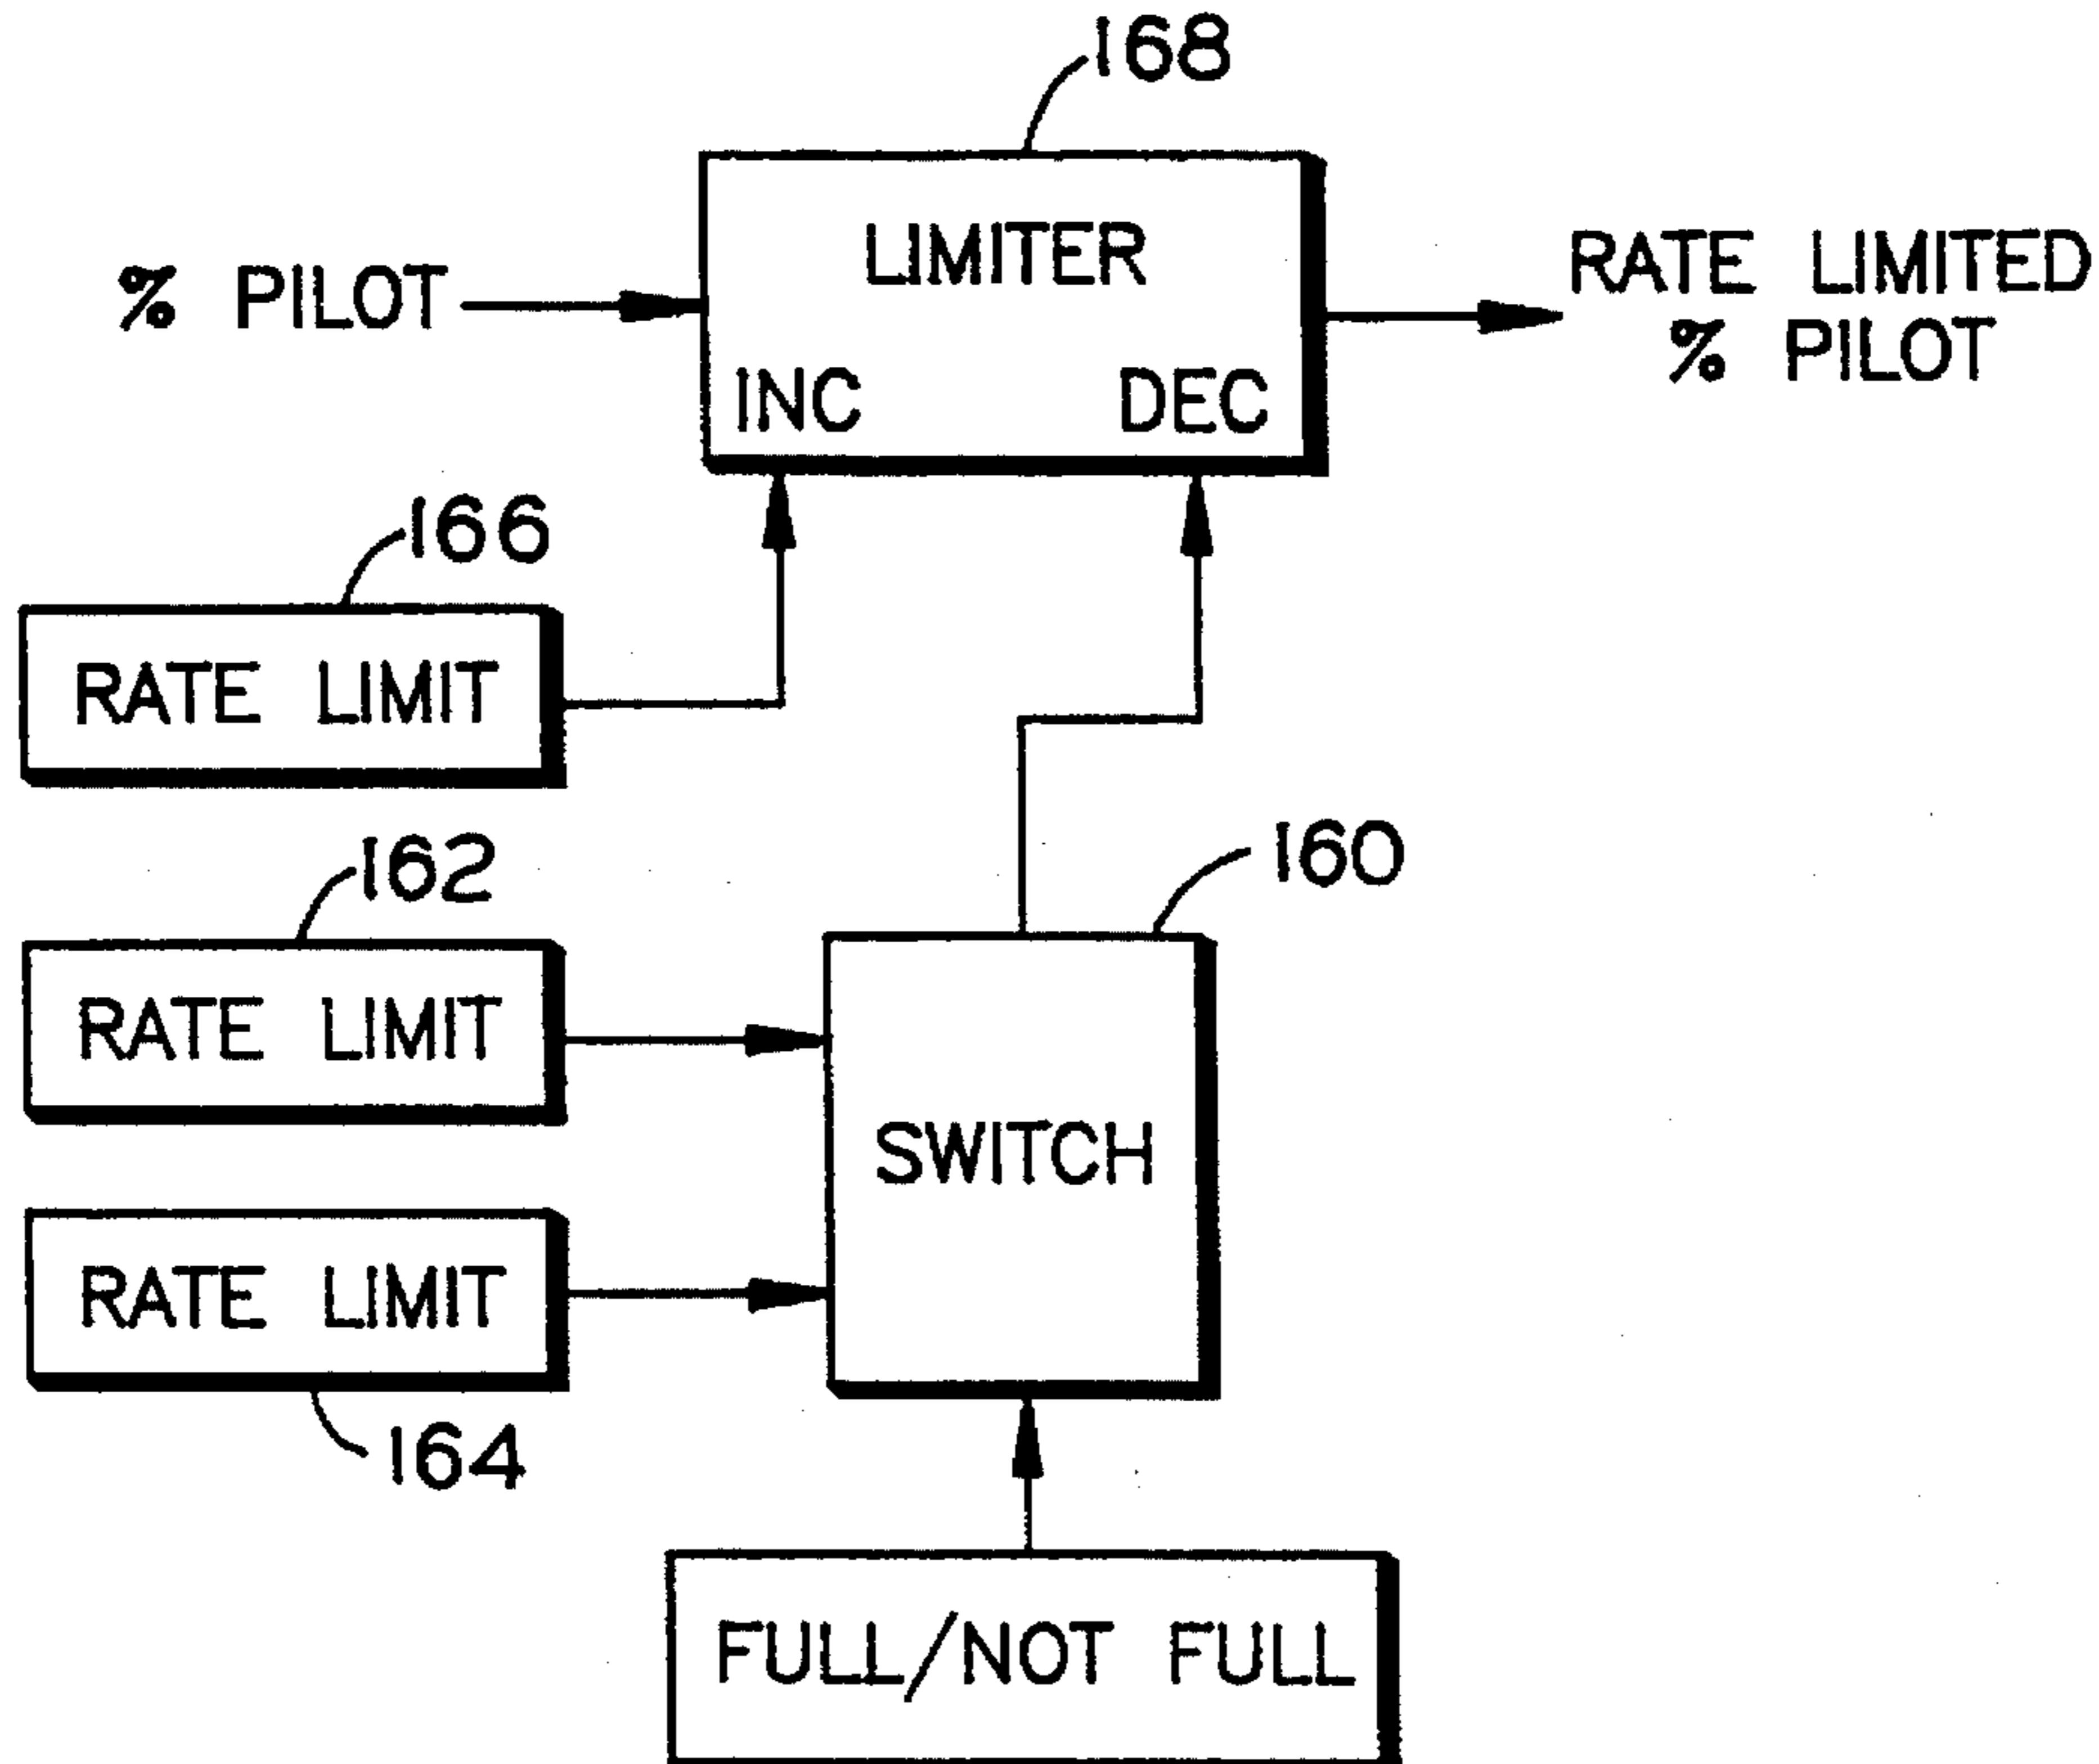 168
LIMITER
% PILOT
RATE LIMITED
% PILOT
INC DEC
166
RATE LIMIT
162
160
RATE LIMIT
SWITCH
RATE LIMIT
164
FULL/NOT FULL